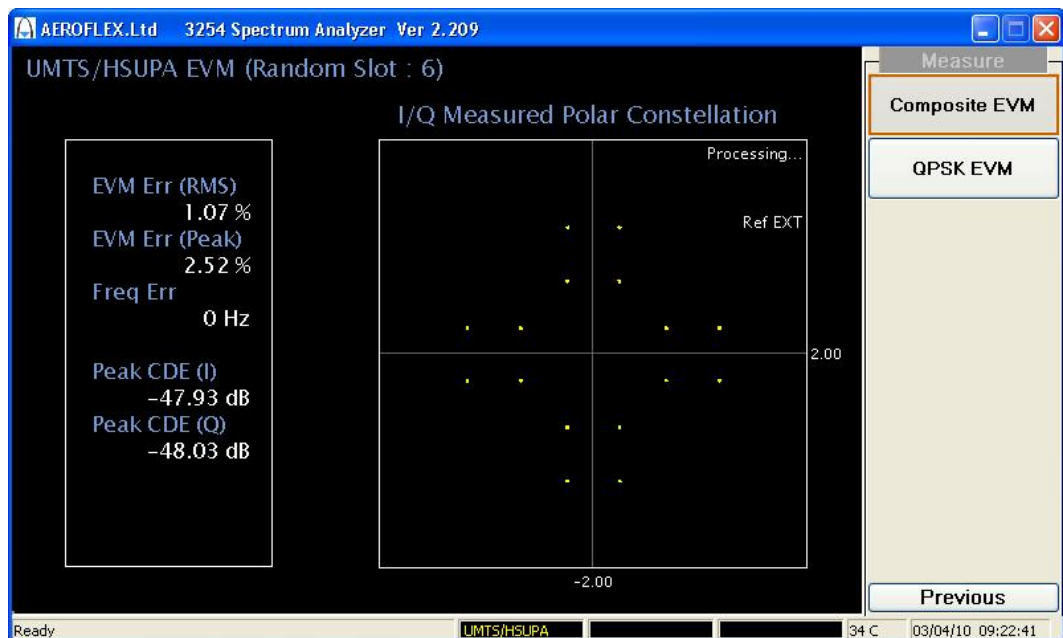 AEROFLEX.Ltd 3254 Spectrum Analyzer Ver 2.209
UMTS/HSUPA EVM (Random Slot : 6)
I/Q Measured Polar Constellation
Processing...
Ref EXT
EVM Err (RMS)
1.07 %
EVM Err (Peak)
2.52 %
Freq Err
0 Hz
Peak CDE (I)
-47.93 dB
Peak CDE (Q)
-48.03 dB
2.00
-2.00
Measure
Composite EVM
QPSK EVM
Previous
Ready UMTS/HSUPA 34 C 03/04/10 09:22:41